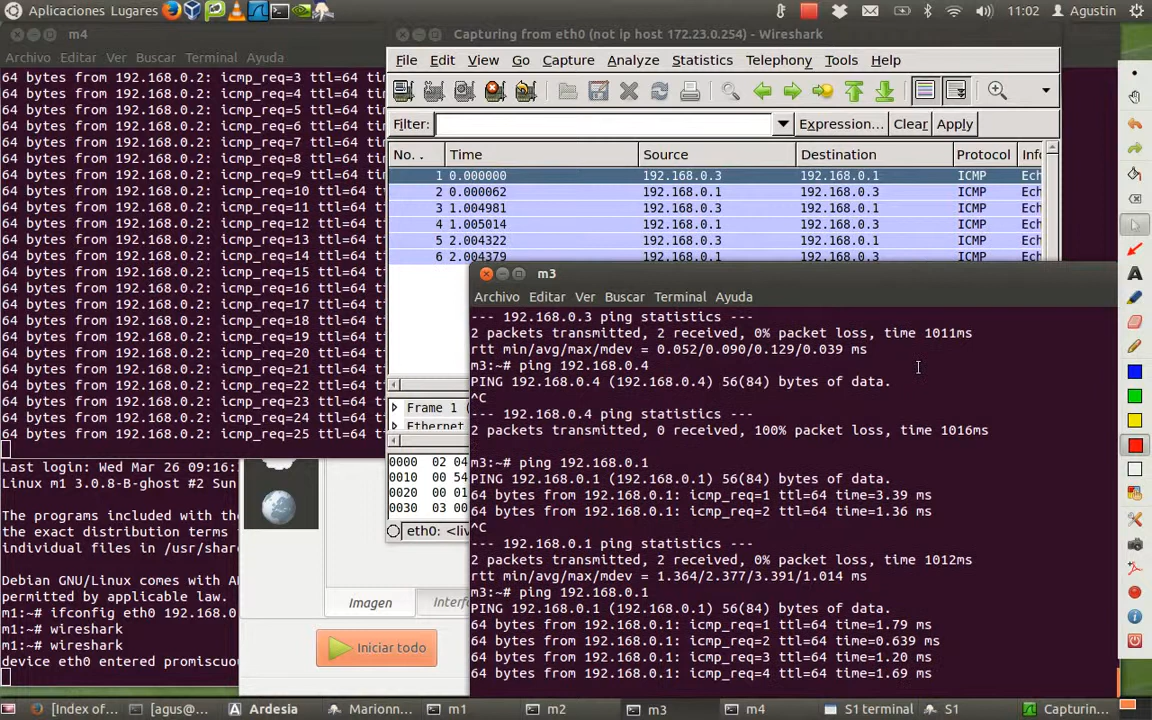 Aplicaciones Lugares
11:02
Agustin
m4
Archivo Editar Ver Buscar Terminal Ayuda
64 bytes from 192.168.0.2: icmp_req=3 ttl=64
64 bytes from 192.168.0.2: icmp_req=4 ttl=64
64 bytes from 192.168.0.2: icmp_req=5 ttl=64
64 bytes from 192.168.0.2: icmp_req=6 ttl=64
64 bytes from 192.168.0.2: icmp_req=7 ttl=64
64 bytes from 192.168.0.2: icmp_req=8 ttl=64
64 bytes from 192.168.0.2: icmp_req=9 ttl=64
64 bytes from 192.168.0.2: icmp_req=10 ttl=64
64 bytes from 192.168.0.2: icmp_req=11 ttl=64
64 bytes from 192.168.0.2: icmp_req=12 ttl=64
64 bytes from 192.168.0.2: icmp_req=13 ttl=64
64 bytes from 192.168.0.2: icmp_req=14 ttl=64
64 bytes from 192.168.0.2: icmp_req=15 ttl=64
64 bytes from 192.168.0.2: icmp_req=16 ttl=64
64 bytes from 192.168.0.2: icmp_req=17 ttl=64
64 bytes from 192.168.0.2: icmp_req=18 ttl=64
64 bytes from 192.168.0.2: icmp_req=19 ttl=64
64 bytes from 192.168.0.2: icmp_req=20 ttl=64
64 bytes from 192.168.0.2: icmp_req=21 ttl=64
64 bytes from 192.168.0.2: icmp_req=22 ttl=64
64 bytes from 192.168.0.2: icmp_req=23 ttl=64
64 bytes from 192.168.0.2: icmp_req=24 ttl=64
64 bytes from 192.168.0.2: icmp_req=25 ttl=64
Capturing from eth0 (not ip host 172.23.0.254) - Wireshark
File Edit View Go Capture Analyze Statistics Telephony Tools Help
Filter: Expression... Clear Apply
No. . Time Source Destination Protocol Info
1 0.000000 192.168.0.3 192.168.0.1 ICMP Ech
2 0.000062 192.168.0.1 192.168.0.3 ICMP Ech
3 1.004981 192.168.0.3 192.168.0.1 ICMP Ech
4 1.005014 192.168.0.1 192.168.0.3 ICMP Ech
5 2.004322 192.168.0.3 192.168.0.1 ICMP Ech
6 2.004379 192.168.0.1 192.168.0.3 ICMP Ech
Frame 1 (
Ethernet
0000 02 04
0010 00 54
0020 00 01
0030 03 00
eth0: <liv
Last login: Wed Mar 26 09:16:
Linux m1 3.0.8-B-ghost #2 Sun
The programs included with the
the exact distribution terms
individual files in /usr/shar
Debian GNU/Linux comes with A
permitted by applicable law.
m1:~# ifconfig eth0 192.168.0
m1:~# wireshark
m1:~# wireshark
device eth0 entered promiscuo
Imagen
Interf
Iniciar todo
m3
Archivo Editar Ver Buscar Terminal Ayuda
--- 192.168.0.3 ping statistics ---
2 packets transmitted, 2 received, 0% packet loss, time 1011ms
rtt min/avg/max/mdev = 0.052/0.090/0.129/0.039 ms
m3:~# ping 192.168.0.4
PING 192.168.0.4 (192.168.0.4) 56(84) bytes of data.
^C
--- 192.168.0.4 ping statistics ---
2 packets transmitted, 0 received, 100% packet loss, time 1016ms
m3:~# ping 192.168.0.1
PING 192.168.0.1 (192.168.0.1) 56(84) bytes of data.
64 bytes from 192.168.0.1: icmp_req=1 ttl=64 time=3.39 ms
64 bytes from 192.168.0.1: icmp_req=2 ttl=64 time=1.36 ms
^C
--- 192.168.0.1 ping statistics ---
2 packets transmitted, 2 received, 0% packet loss, time 1012ms
rtt min/avg/max/mdev = 1.364/2.377/3.391/1.014 ms
m3:~# ping 192.168.0.1
PING 192.168.0.1 (192.168.0.1) 56(84) bytes of data.
64 bytes from 192.168.0.1: icmp_req=1 ttl=64 time=1.79 ms
64 bytes from 192.168.0.1: icmp_req=2 ttl=64 time=0.639 ms
64 bytes from 192.168.0.1: icmp_req=3 ttl=64 time=1.20 ms
64 bytes from 192.168.0.1: icmp_req=4 ttl=64 time=1.69 ms
[Index of... [agus@... Ardesia Marionn... m1 m2 m3 m4 S1 terminal S1 Capturin...